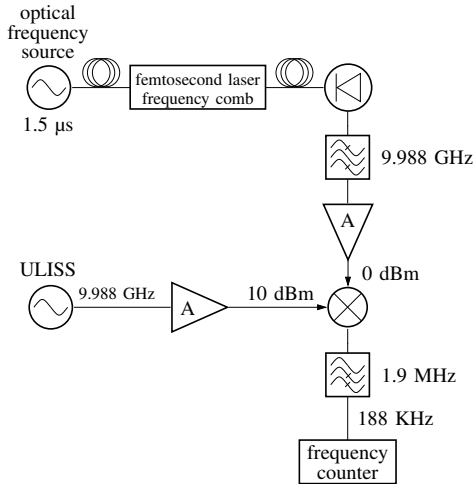 optical
frequency
source
1.5 µs
femtosecond laser
frequency comb
9.988 GHz
A
0 dBm
ULISS
9.988 GHz
A
10 dBm
1.9 MHz
188 KHz
frequency
counter